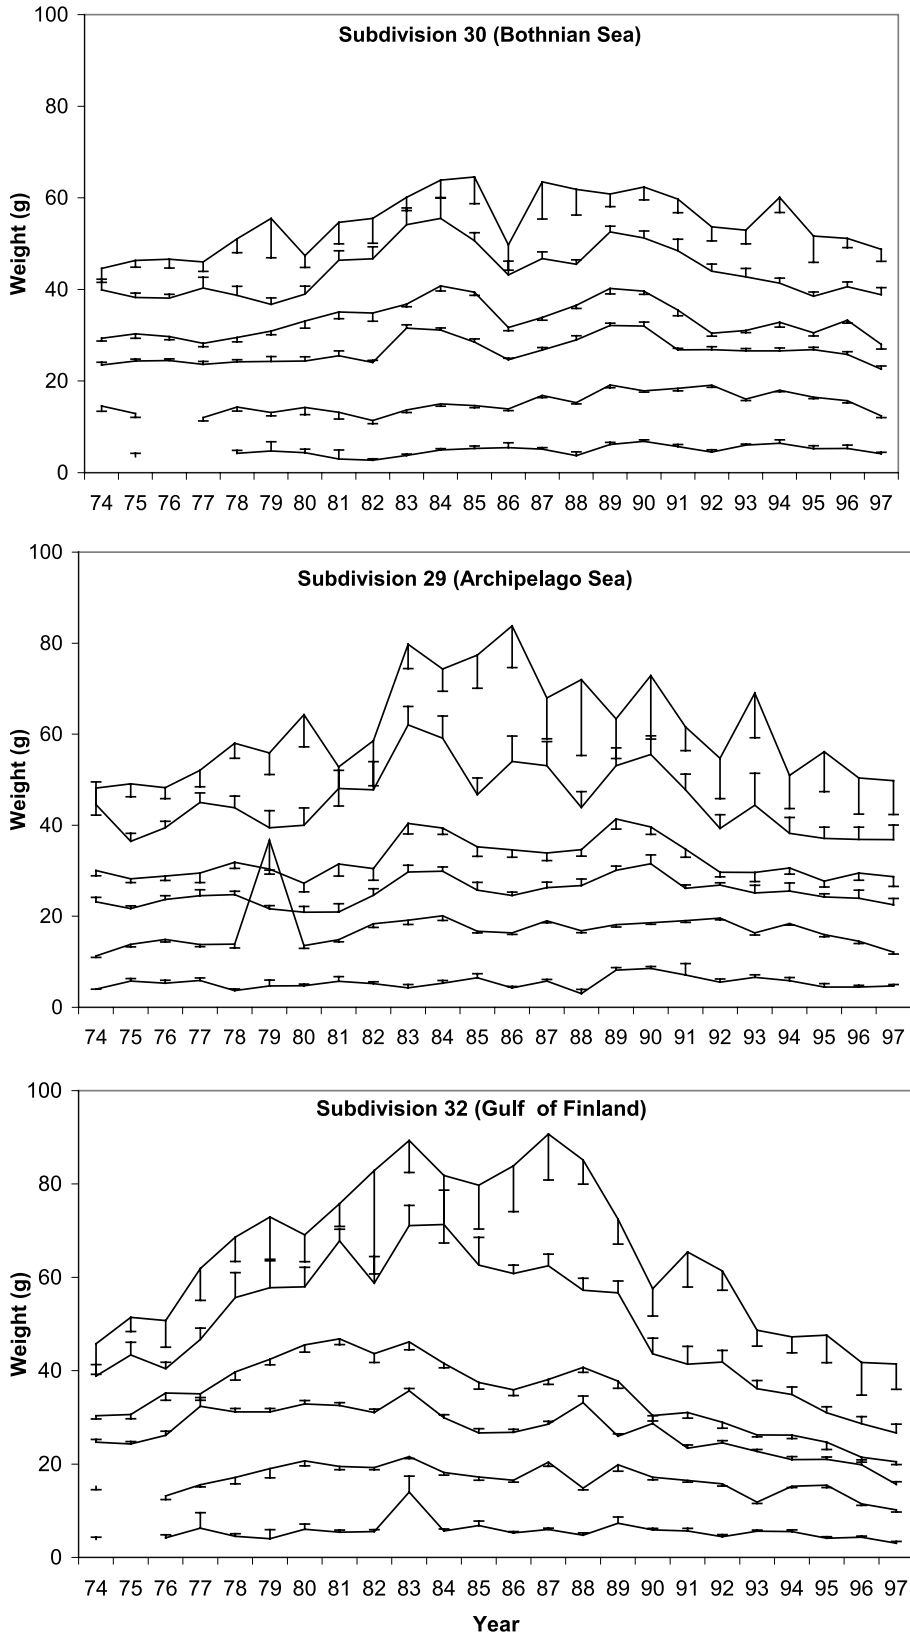 100
Subdivision 30 (Bothnian Sea)
80
60
40
20
0
Weight (g)
74 75 76 77 78 79 80 81 82 83 84 85 86 87 88 89 90 91 92 93 94 95 96 97
100
Subdivision 29 (Archipelago Sea)
80
60
40
20
0
Weight (g)
74 75 76 77 78 79 80 81 82 83 84 85 86 87 88 89 90 91 92 93 94 95 96 97
100
Subdivision 32 (Gulf of Finland)
80
60
40
20
0
Weight (g)
74 75 76 77 78 79 80 81 82 83 84 85 86 87 88 89 90 91 92 93 94 95 96 97
Year